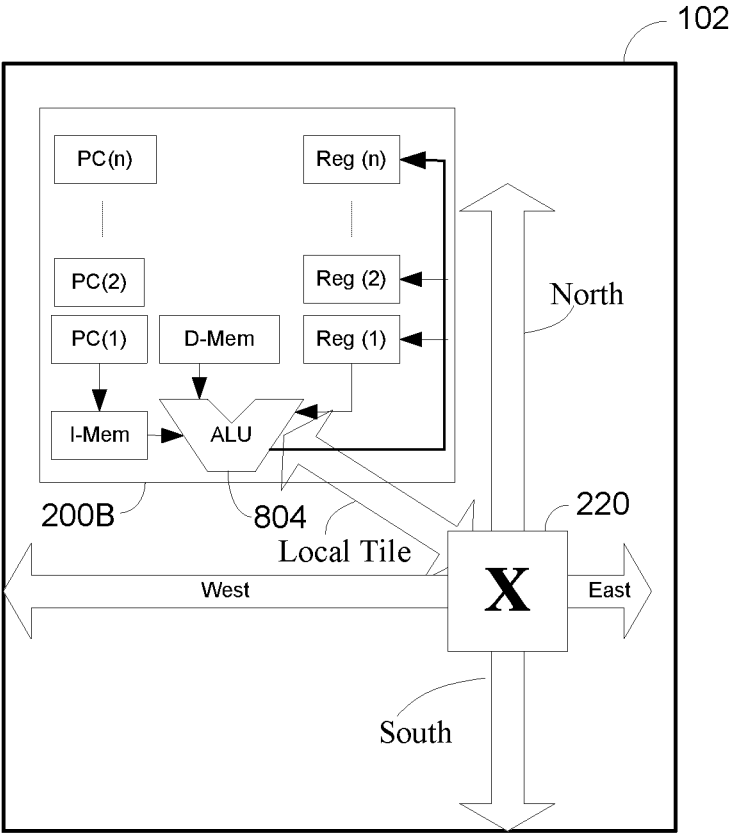 102
PC(n) Reg (n)
PC(2) Reg (2)
North
PC(1) D-Mem Reg (1)
I-Mem ALU
200B 804 220
Local Tile
West X East
South